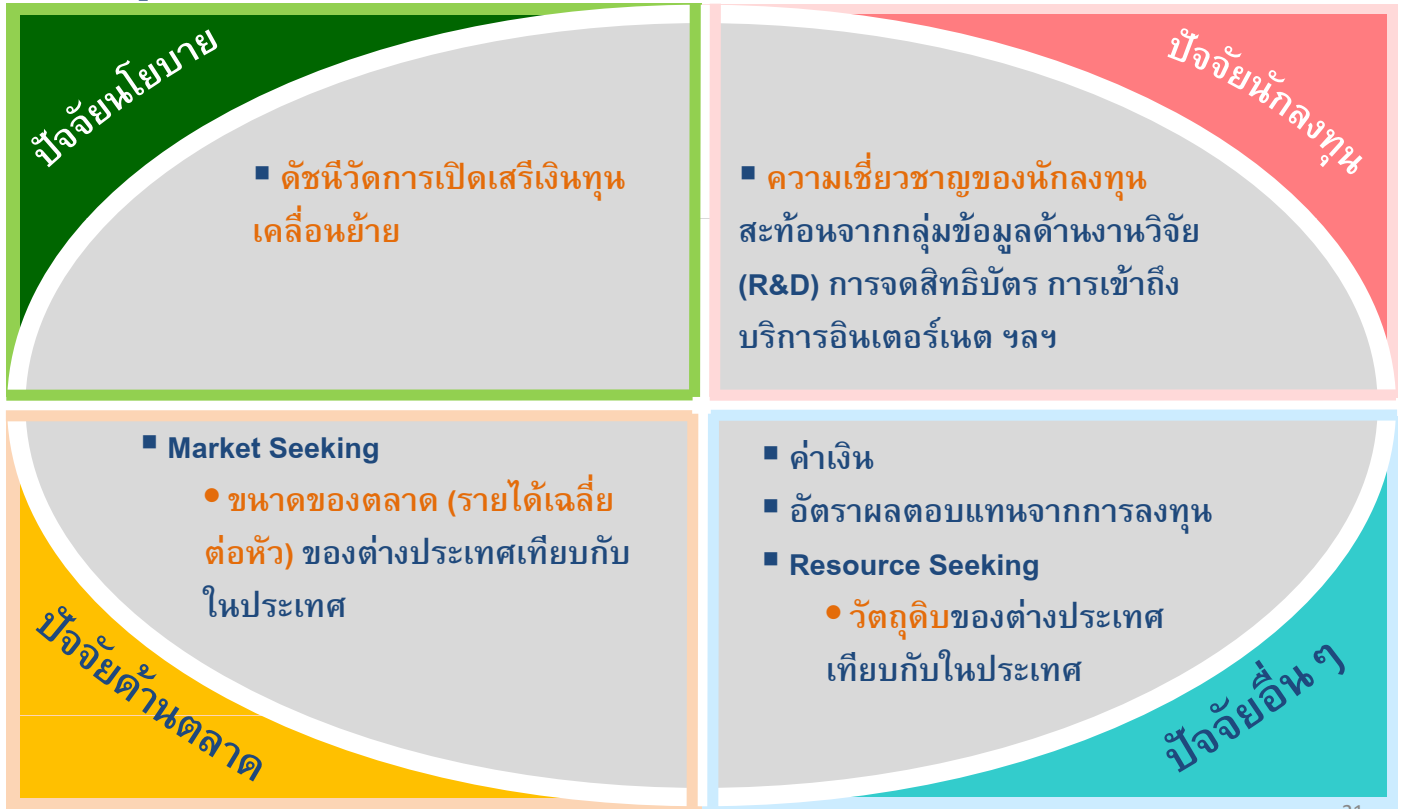 ปัจจัยนโยบาย
▪ ดัชนีวัดการเปิดเสรีเงินทุน
เคลื่อนย้าย
ปัจจัยนักลงทุน
▪ ความเชี่ยวชาญของนักลงทุน
สะท้อนจากกลุ่มข้อมูลด้านงานวิจัย
(R&D) การจดสิทธิบัตร การเข้าถึง
บริการอินเตอร์เนต ฯลฯ
▪ Market Seeking
• ขนาดของตลาด (รายได้เฉลี่ย
ต่อหัว) ของต่างประเทศเทียบกับ
ในประเทศ
ปัจจัยด้านตลาด
▪ ค่าเงิน
▪ อัตราผลตอบแทนจากการลงทุน
▪ Resource Seeking
• วัตถุดิบของต่างประเทศ
เทียบกับในประเทศ
ปัจจัยอื่น ๆ